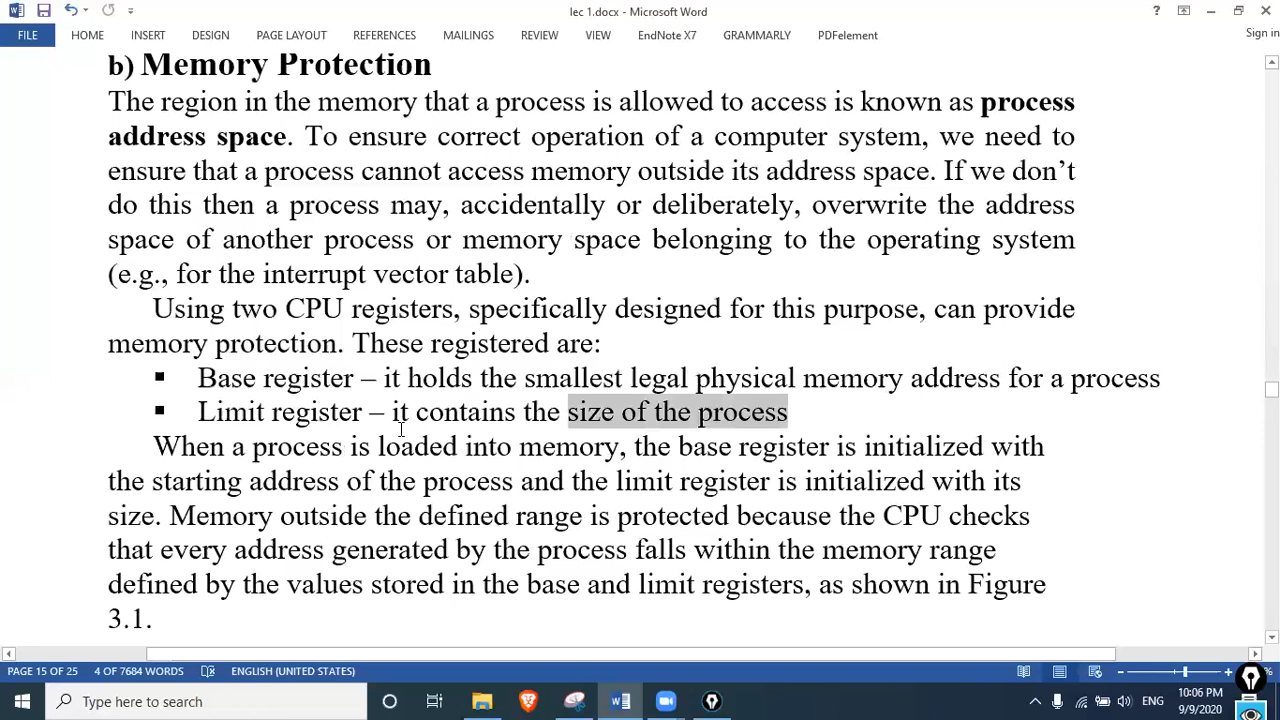 lec 1.docx - Microsoft Word
?
FILE HOME INSERT DESIGN PAGE LAYOUT REFERENCES MAILINGS REVIEW VIEW EndNote X7 GRAMMARLY PDFelement Sign in
b) Memory Protection
The region in the memory that a process is allowed to access is known as process
address space. To ensure correct operation of a computer system, we need to
ensure that a process cannot access memory outside its address space. If we don’t
do this then a process may, accidentally or deliberately, overwrite the address
space of another process or memory space belonging to the operating system
(e.g., for the interrupt vector table).
Using two CPU registers, specifically designed for this purpose, can provide
memory protection. These registered are:
▪ Base register – it holds the smallest legal physical memory address for a process
▪ Limit register – it contains the size of the process
When a process is loaded into memory, the base register is initialized with
the starting address of the process and the limit register is initialized with its
size. Memory outside the defined range is protected because the CPU checks
that every address generated by the process falls within the memory range
defined by the values stored in the base and limit registers, as shown in Figure
3.1.
PAGE 15 OF 25 4 OF 7684 WORDS ENGLISH (UNITED STATES)
Type here to search ENG 10:06 PM
9/9/2020